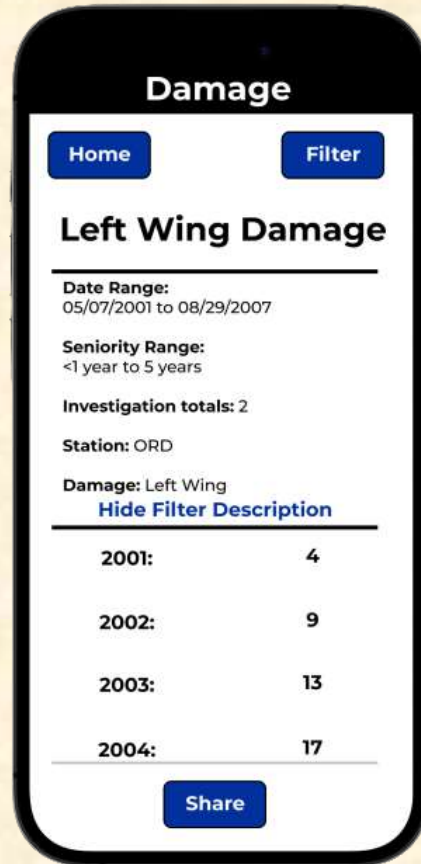 Damage
Home Filter
Left Wing Damage
Date Range:
05/07/2001 to 08/29/2007
Seniority Range:
<1 year to 5 years
Investigation totals: 2
Station: ORD
Damage: Left Wing
Hide Filter Description
2001: 4
2002: 9
2003: 13
2004: 17
Share